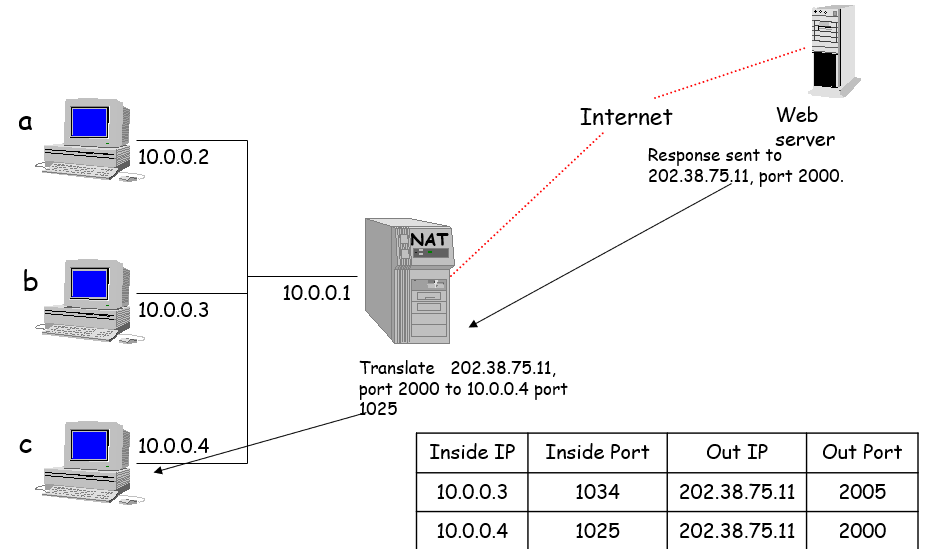 a
10.0.0.2
b
10.0.0.3
c
10.0.0.4
10.0.0.1
NAT
Internet
Web
server
Response sent to
202.38.75.11, port 2000.
Translate 202.38.75.11,
port 2000 to 10.0.0.4 port
1025
Inside IP Inside Port Out IP Out Port
10.0.0.3 1034 202.38.75.11 2005
10.0.0.4 1025 202.38.75.11 2000